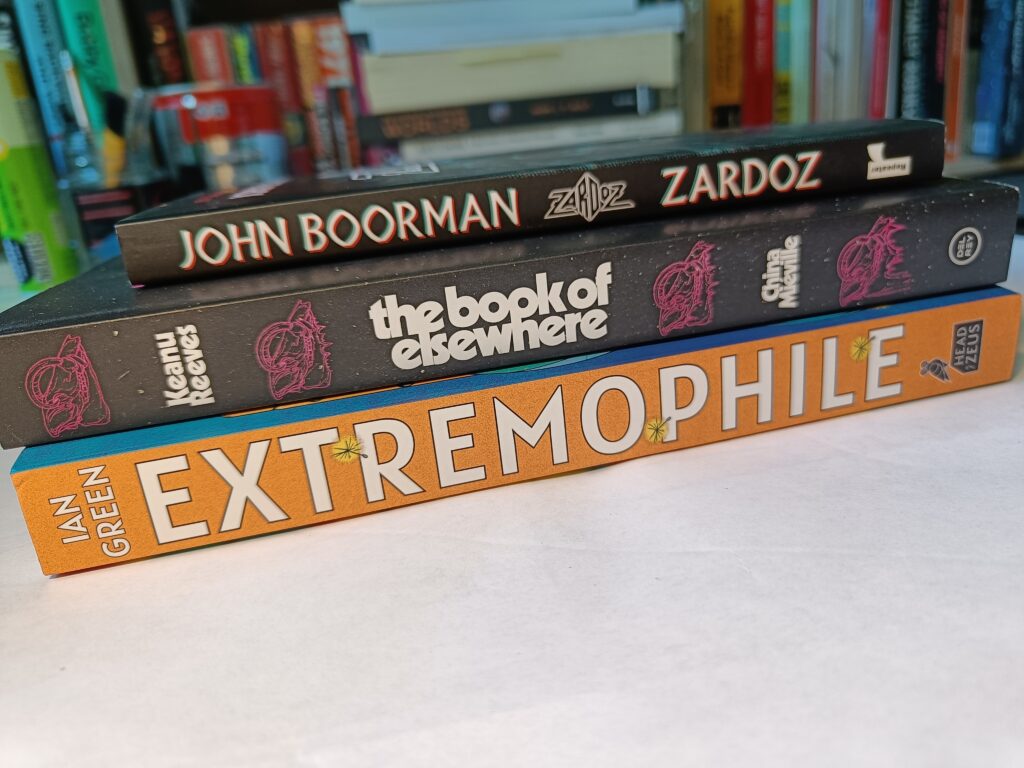 JOHN BOORMAN
ZARDOZ
ZARDOZ
Repeater
Keanu
Reeves
the book of
elsewhere
China
Miéville
DEL
REY
IAN
GREEN
EXTREMOPHILE
HEAD
of ZEUS